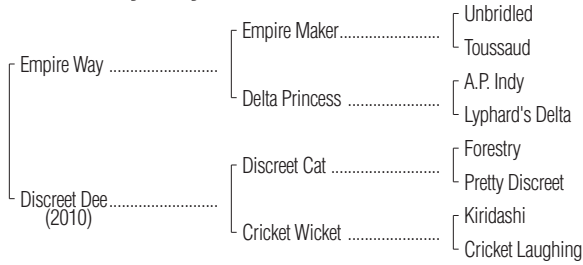 Unbridled
Empire Maker
Toussaud
Empire Way
A.P. Indy
Delta Princess
Lyphard's Delta
Forestry
Discreet Cat
Pretty Discreet
Discreet Dee
(2010)
Kiridashi
Cricket Wicket
Cricket Laughing